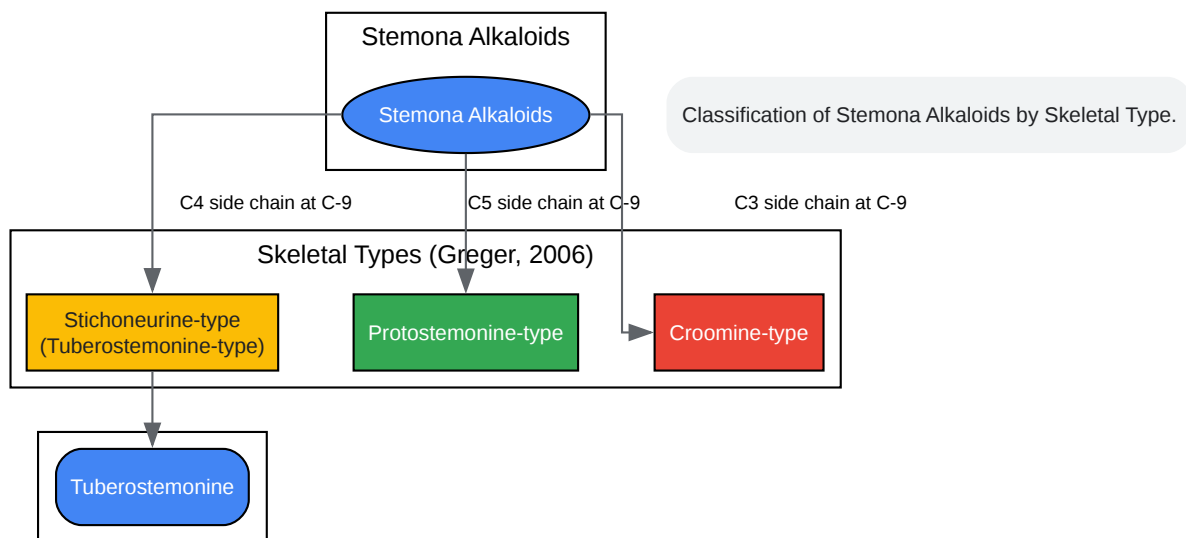 Stemona Alkaloids
Stemona Alkaloids
Classification of Stemona Alkaloids by Skeletal Type.
C4 side chain at C-9
C5 side chain at C-9
C3 side chain at C-9
Skeletal Types (Greger, 2006)
Stichoneurine-type
(Tuberostemonine-type)
Protostemonine-type
Croomine-type
Tuberostemonine